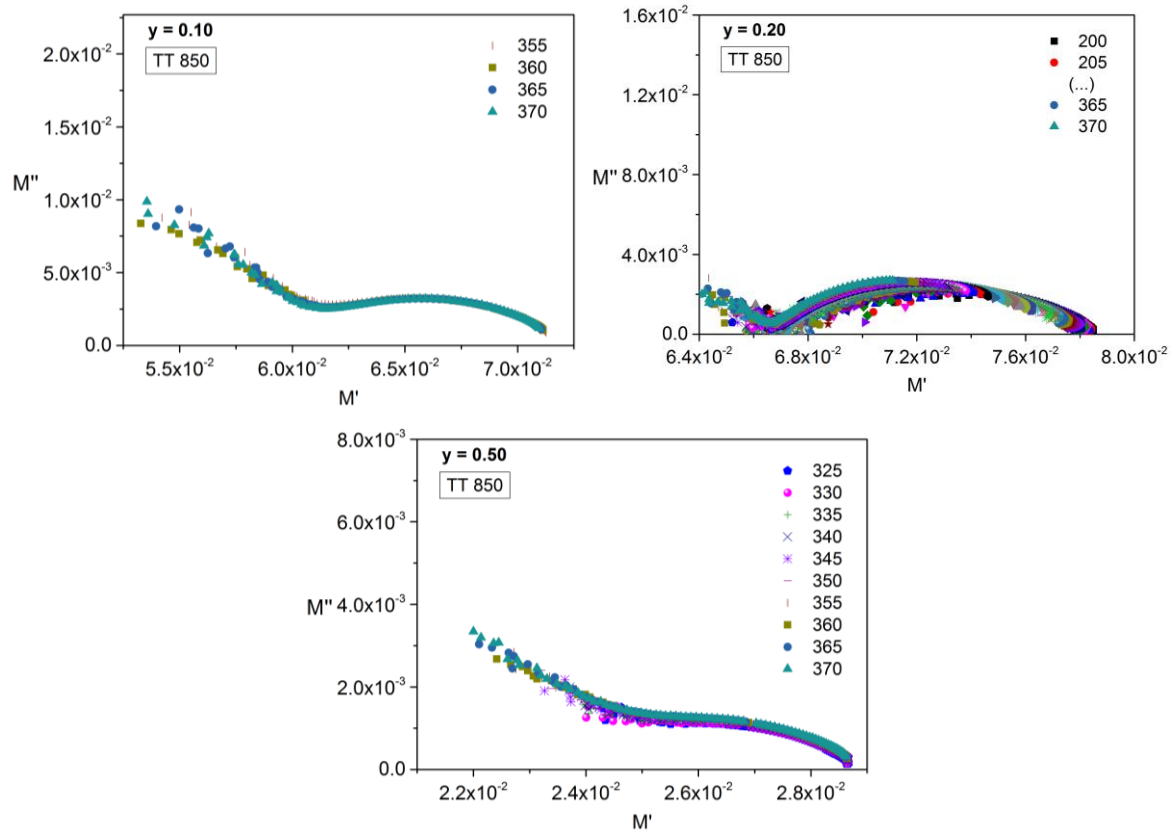 y = 0.10
TT 850
355
360
365
370
2.0x10⁻²
1.5x10⁻²
1.0x10⁻²
5.0x10⁻³
0.0
M''
5.5x10⁻²
6.0x10⁻²
6.5x10⁻²
7.0x10⁻²
M'
y = 0.20
TT 850
200
205
(...)
365
370
1.6x10⁻²
1.2x10⁻²
8.0x10⁻³
4.0x10⁻³
0.0
M''
6.4x10⁻²
6.8x10⁻²
7.2x10⁻²
7.6x10⁻²
8.0x10⁻²
M'
y = 0.50
TT 850
325
330
335
340
345
350
355
360
365
370
8.0x10⁻³
6.0x10⁻³
4.0x10⁻³
2.0x10⁻³
0.0
M''
2.2x10⁻²
2.4x10⁻²
2.6x10⁻²
2.8x10⁻²
M'